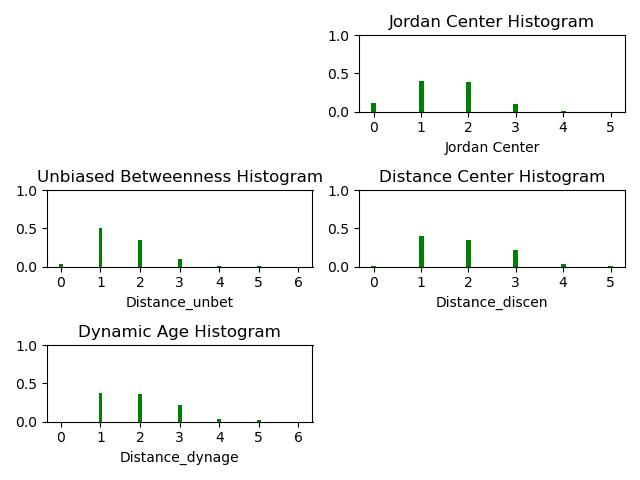 Jordan Center Histogram
1.0
0.5
0.0
0 1 2 3 4 5
Jordan Center
Unbiased Betweenness Histogram
1.0
0.5
0.0
0 1 2 3 4 5 6
Distance_unbet
Distance Center Histogram
1.0
0.5
0.0
0 1 2 3 4 5
Distance_discen
Dynamic Age Histogram
1.0
0.5
0.0
0 1 2 3 4 5 6
Distance_dynage